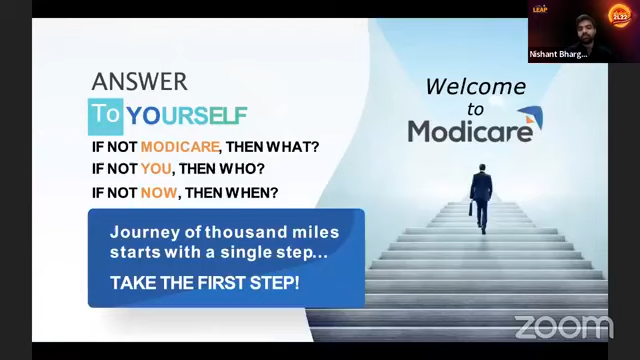 ANSWER
To YOURSELF
IF NOT MODICARE, THEN WHAT?
IF NOT YOU, THEN WHO?
IF NOT NOW, THEN WHEN?
Journey of thousand miles
starts with a single step...
TAKE THE FIRST STEP!
Welcome
to
Modicare
LEAP
Nishant Bharg...
zoom